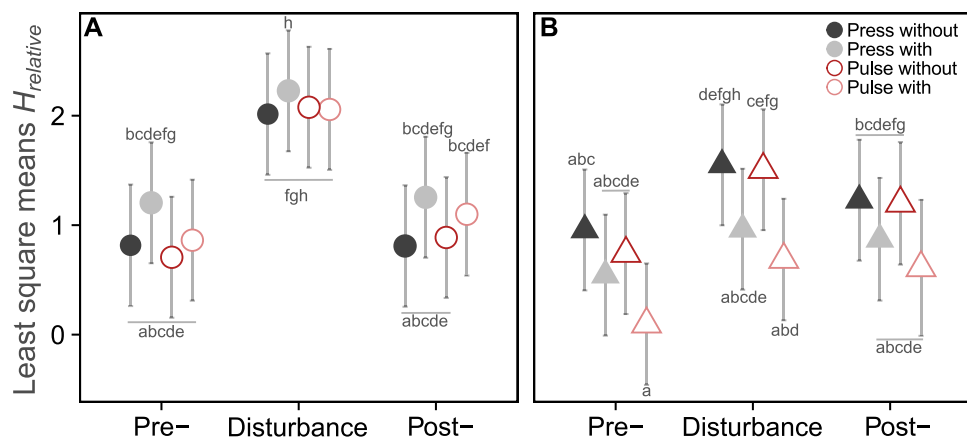 Least square means H relative
2
1
0
A
h
bcdefg
abcde
fgh
bcdefg
bcdef
abcde
Pre−
Disturbance
Post−
B
Press without
Press with
Pulse without
Pulse with
defgh
cefg
bcdefg
abc
abcde
abcde
abd
a
abcde
Pre−
Disturbance
Post−